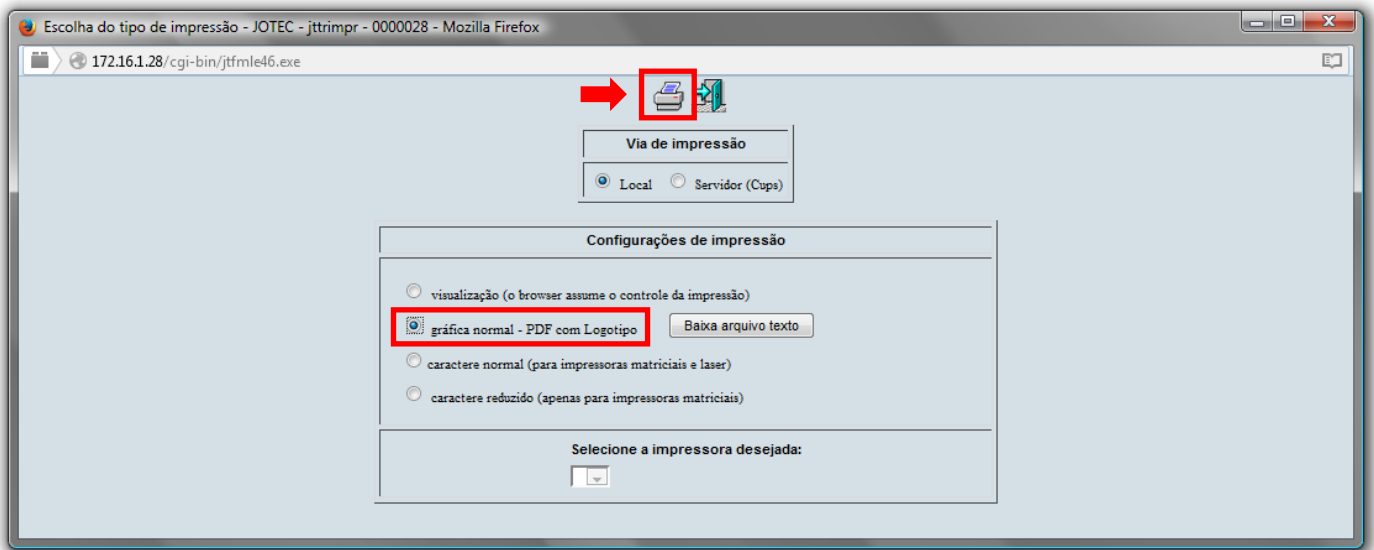 Escolha do tipo de impressão - JOTEC - jttrimpr - 0000028 - Mozilla Firefox
172.16.1.28/cgi-bin/jtfmle46.exe
Via de impressão
Local Servidor (Cups)
Configurações de impressão
visualização (o browser assume o controle da impressão)
gráfica normal - PDF com Logotipo Baixa arquivo texto
caractere normal (para impressoras matriciais e laser)
caractere reduzido (apenas para impressoras matriciais)
Selecione a impressora desejada: